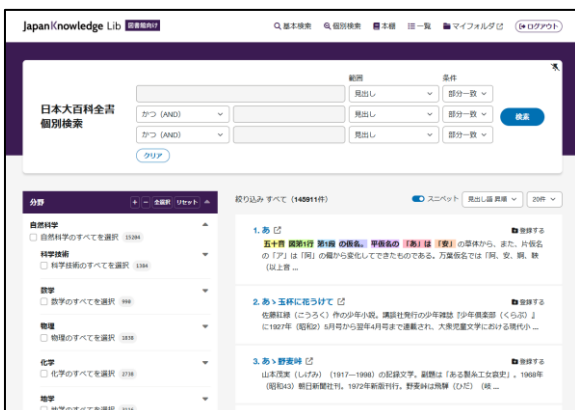 JapanKnowledge Lib 図書館向け
基本検索 個別検索 本棚 一覧 マイフォルダ ログアウト
範囲 条件
日本大百科全書
個別検索
見出し 部分一致
かつ (AND) 見出し 部分一致
かつ (AND) 見出し 部分一致
検索
クリア
分野 + − 全選択 リセット
絞り込み すべて (145911件) スニペット 見出し語 昇順 20件
自然科学
自然科学のすべてを選択 15204
科学技術
科学技術のすべてを選択 1384
数学
数学のすべてを選択 998
物理
物理のすべてを選択 2838
化学
化学のすべてを選択 2738
地学
地学のすべてを選択
1. あ 登録する
五十音図第1行第1段の仮名。平仮名の「あ」は「安」の草体から、また、片仮名
の「ア」は「阿」の偏から変化してできたものである。万葉仮名では「阿、安、婀、鞅
(以上音 ...
2. あゝ玉杯に花うけて 登録する
佐藤紅緑（こうろく）作の少年小説。講談社発行の少年雑誌『少年倶楽部（くらぶ）』
に1927年（昭和2）5月号から翌年4月号まで連載され、大衆児童文学における現代小 ...
3. あゝ野麦峠 登録する
山本茂実（しげみ）（1917―1998）の記録文学。副題は「ある製糸工女哀史」。1968年
（昭和43）朝日新聞社刊。1972年新版刊行。野麦峠は飛騨（ひだ）（岐 ...